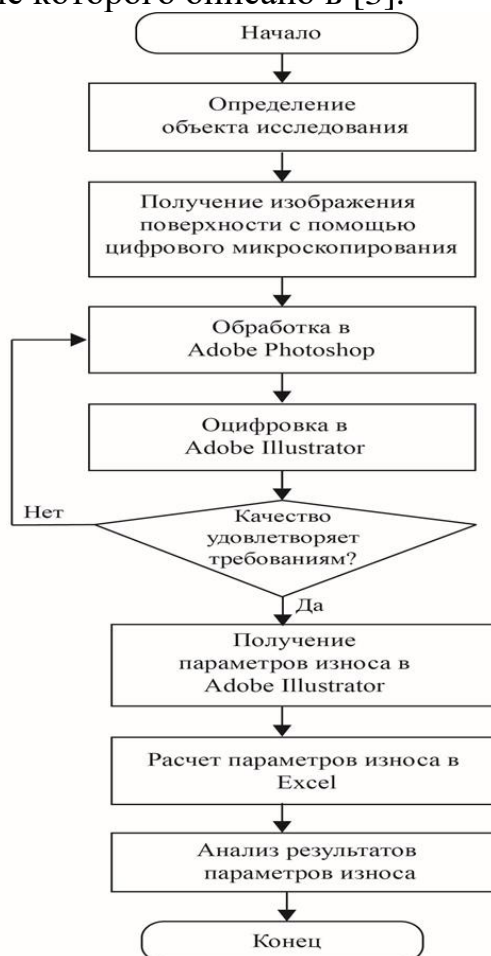 которого описано в [3].
Начало
Определение
объекта исследования
Получение изображения
поверхности с помощью
цифрового микроскопирования
Обработка в
Adobe Photoshop
Оцифровка в
Adobe Illustrator
Нет
Качество
удовлетворяет
требованиям?
Да
Получение
параметров износа в
Adobe Illustrator
Расчет параметров износа в
Excel
Анализ результатов
параметров износа
Конец